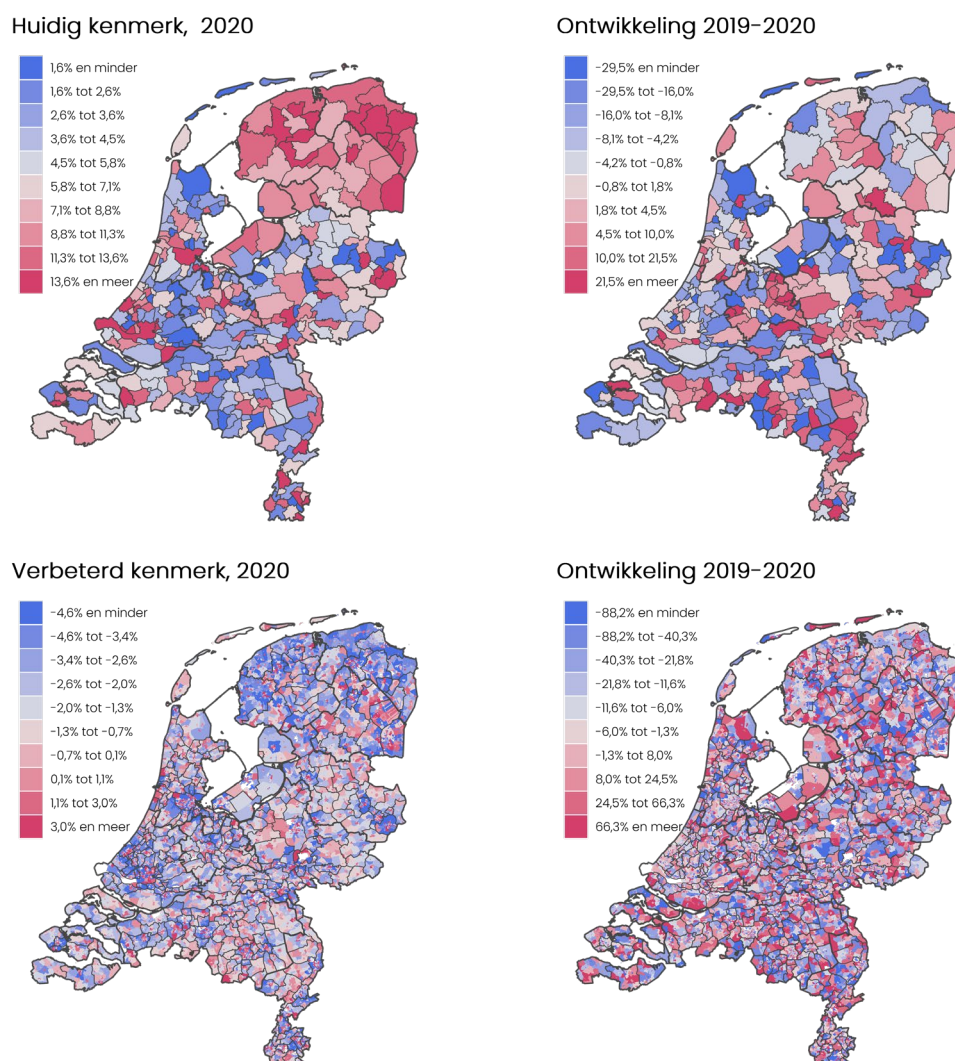 Huidig kenmerk, 2020
1,6% en minder
1,6% tot 2,6%
2,6% tot 3,6%
3,6% tot 4,5%
4,5% tot 5,8%
5,8% tot 7,1%
7,1% tot 8,8%
8,8% tot 11,3%
11,3% tot 13,6%
13,6% en meer
Ontwikkeling 2019-2020
-29,5% en minder
-29,5% tot -16,0%
-16,0% tot -8,1%
-8,1% tot -4,2%
-4,2% tot -0,8%
-0,8% tot 1,8%
1,8% tot 4,5%
4,5% tot 10,0%
10,0% tot 21,5%
21,5% en meer
Verbeterd kenmerk, 2020
-4,6% en minder
-4,6% tot -3,4%
-3,4% tot -2,6%
-2,6% tot -2,0%
-2,0% tot -1,3%
-1,3% tot -0,7%
-0,7% tot 0,1%
0,1% tot 1,1%
1,1% tot 3,0%
3,0% en meer
Ontwikkeling 2019-2020
-88,2% en minder
-88,2% tot -40,3%
-40,3% tot -21,8%
-21,8% tot -11,6%
-11,6% tot -6,0%
-6,0% tot -1,3%
-1,3% tot 8,0%
8,0% tot 24,5%
24,5% tot 66,3%
66,3% en meer